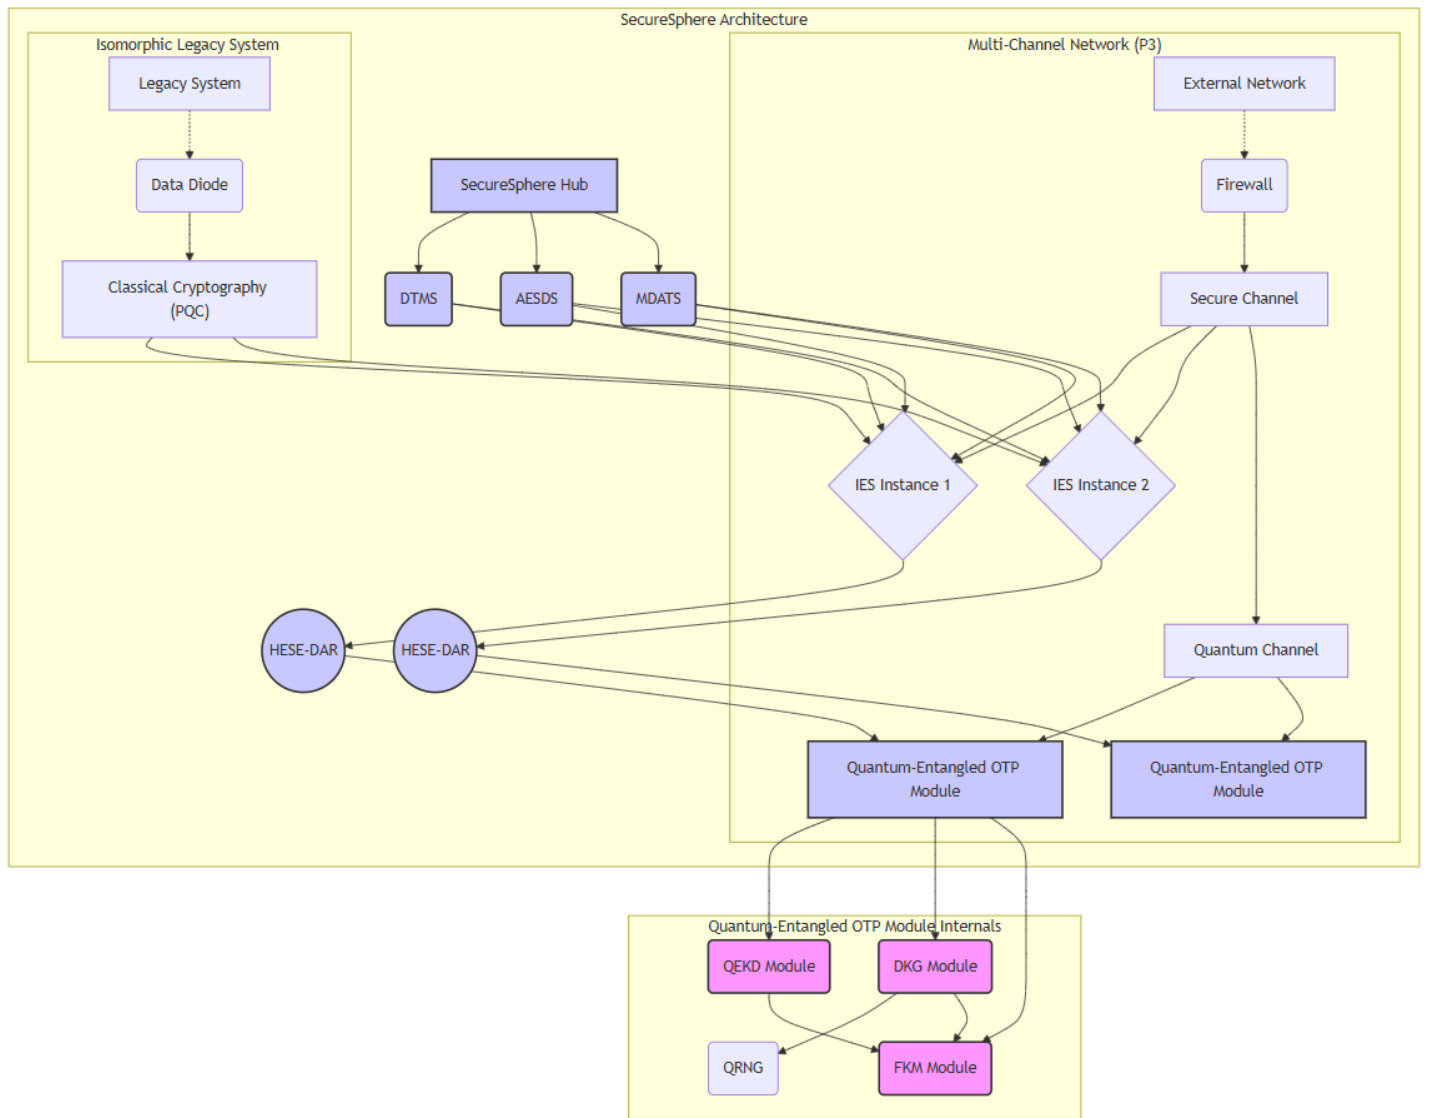 SecureSphere Architecture
Isomorphic Legacy System
Multi-Channel Network (P3)
Legacy System
External Network
Data Diode
SecureSphere Hub
Firewall
Classical Cryptography
(PQC)
DTMS
AESDS
MDATS
Secure Channel
IES Instance 1
IES Instance 2
HESE-DAR
HESE-DAR
Quantum Channel
Quantum-Entangled OTP
Module
Quantum-Entangled OTP
Module
Quantum-Entangled OTP Module Internals
QEKD Module
DKG Module
QRNG
FKM Module